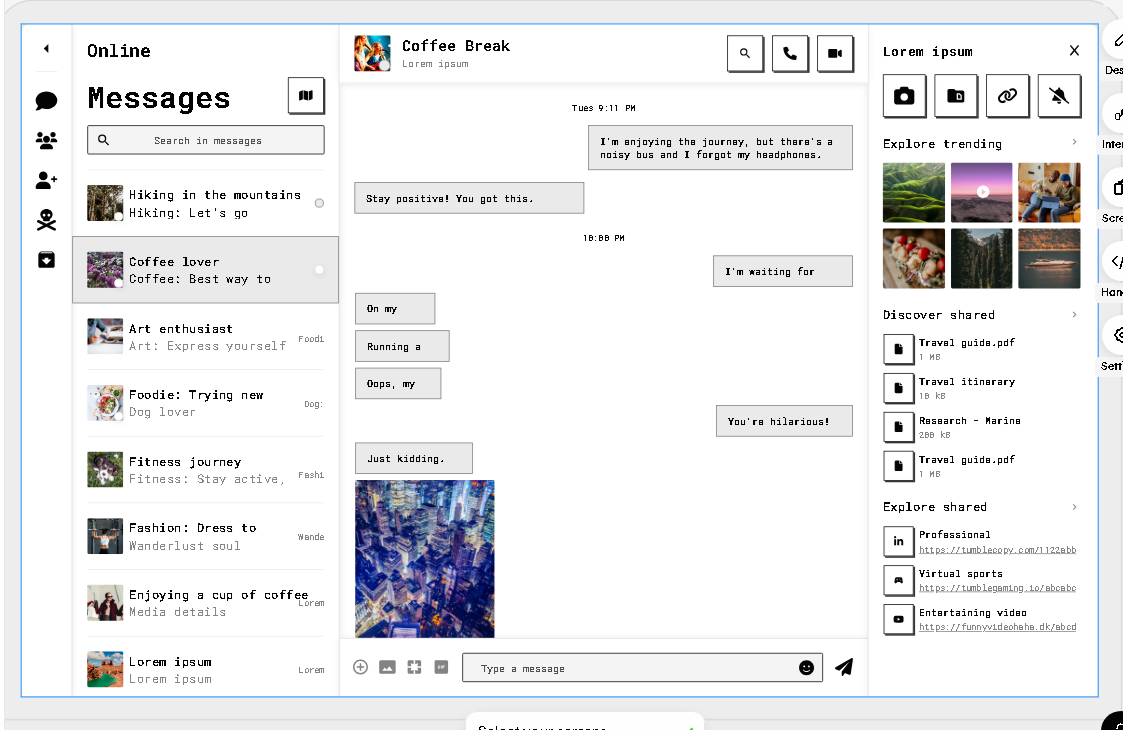 Online
Messages
Search in messages
Hiking in the mountains
Hiking: Let's go
Coffee lover
Coffee: Best way to
Art enthusiast
Art: Express yourself
Foodi
Foodie: Trying new
Dog lover
Dog:
Fitness journey
Fitness: Stay active,
Fashi
Fashion: Dress to
Wanderlust soul
Wande
Enjoying a cup of coffee
Media details
Lorem
Lorem ipsum
Lorem ipsum
Lorem
Coffee Break
Lorem ipsum
Tues 9:11 PM
I'm enjoying the journey, but there's a
noisy bus and I forgot my headphones.
Stay positive! You got this.
10:00 PM
I'm waiting for
On my
Running a
Oops, my
You're hilarious!
Just kidding.
GIF
Type a message
Lorem ipsum
Explore trending
Discover shared
Travel guide.pdf
1 MB
Travel itinerary
10 kB
Research - Marine
200 kB
Travel guide.pdf
1 MB
Explore shared
in
Professional
https://tumblecopy.com/1122abb
Virtual sports
https://tumblegaming.io/abcabc
Entertaining video
https://funnyvideohaha.dk/abcd
Des
Inter
Scre
Han
Sett